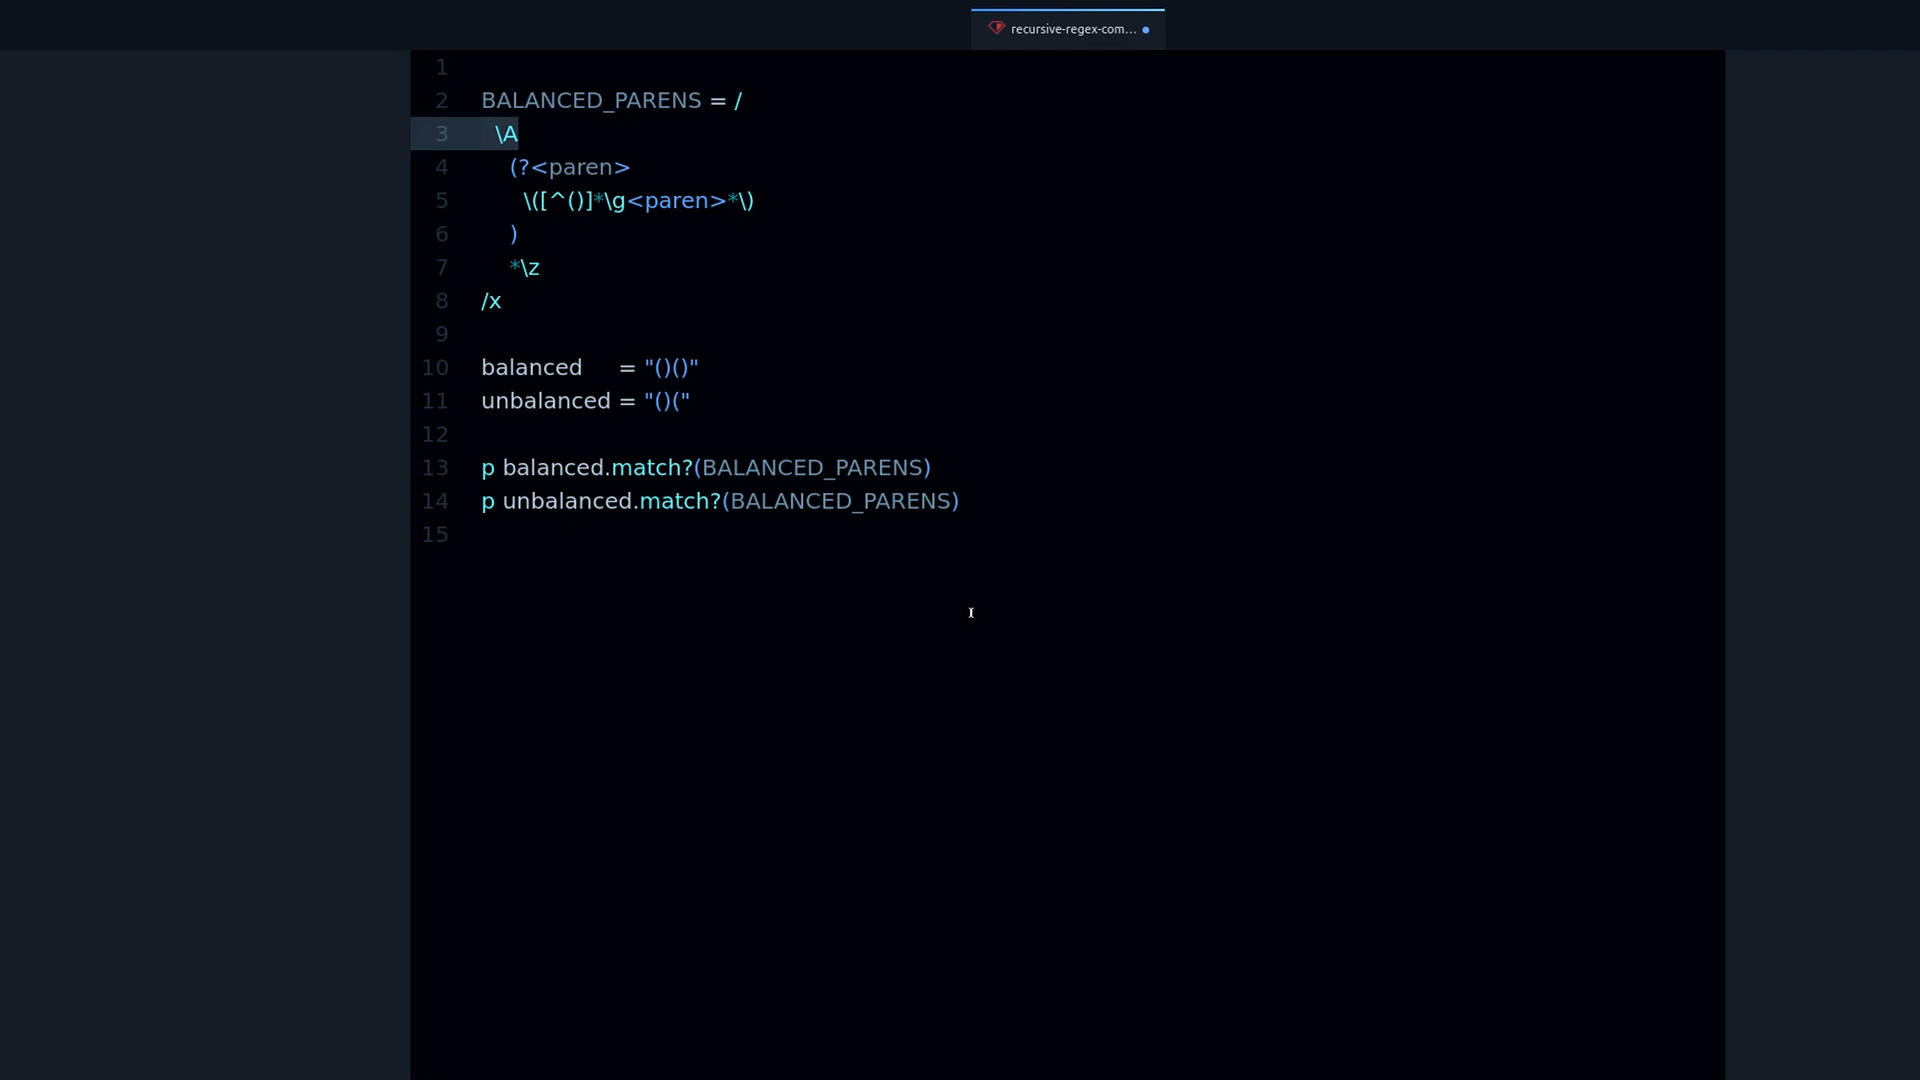 recursive-regex-com...
1
2 BALANCED_PARENS = /
3 \A
4 (?<paren>
5 \([^()]*\g<paren>*\)
6 )
7 *\z
8 /x
9
10 balanced = "()()"
11 unbalanced = "()("
12
13 p balanced.match?(BALANCED_PARENS)
14 p unbalanced.match?(BALANCED_PARENS)
15